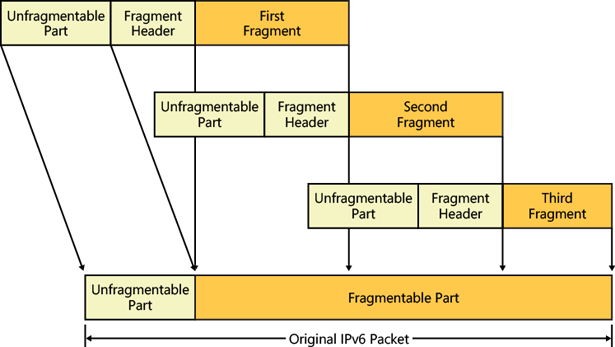 Unfragmentable
Part
Fragment
Header
First
Fragment
Unfragmentable
Part
Fragment
Header
Second
Fragment
Unfragmentable
Part
Fragment
Header
Third
Fragment
Unfragmentable
Part
Fragmentable Part
Original IPv6 Packet